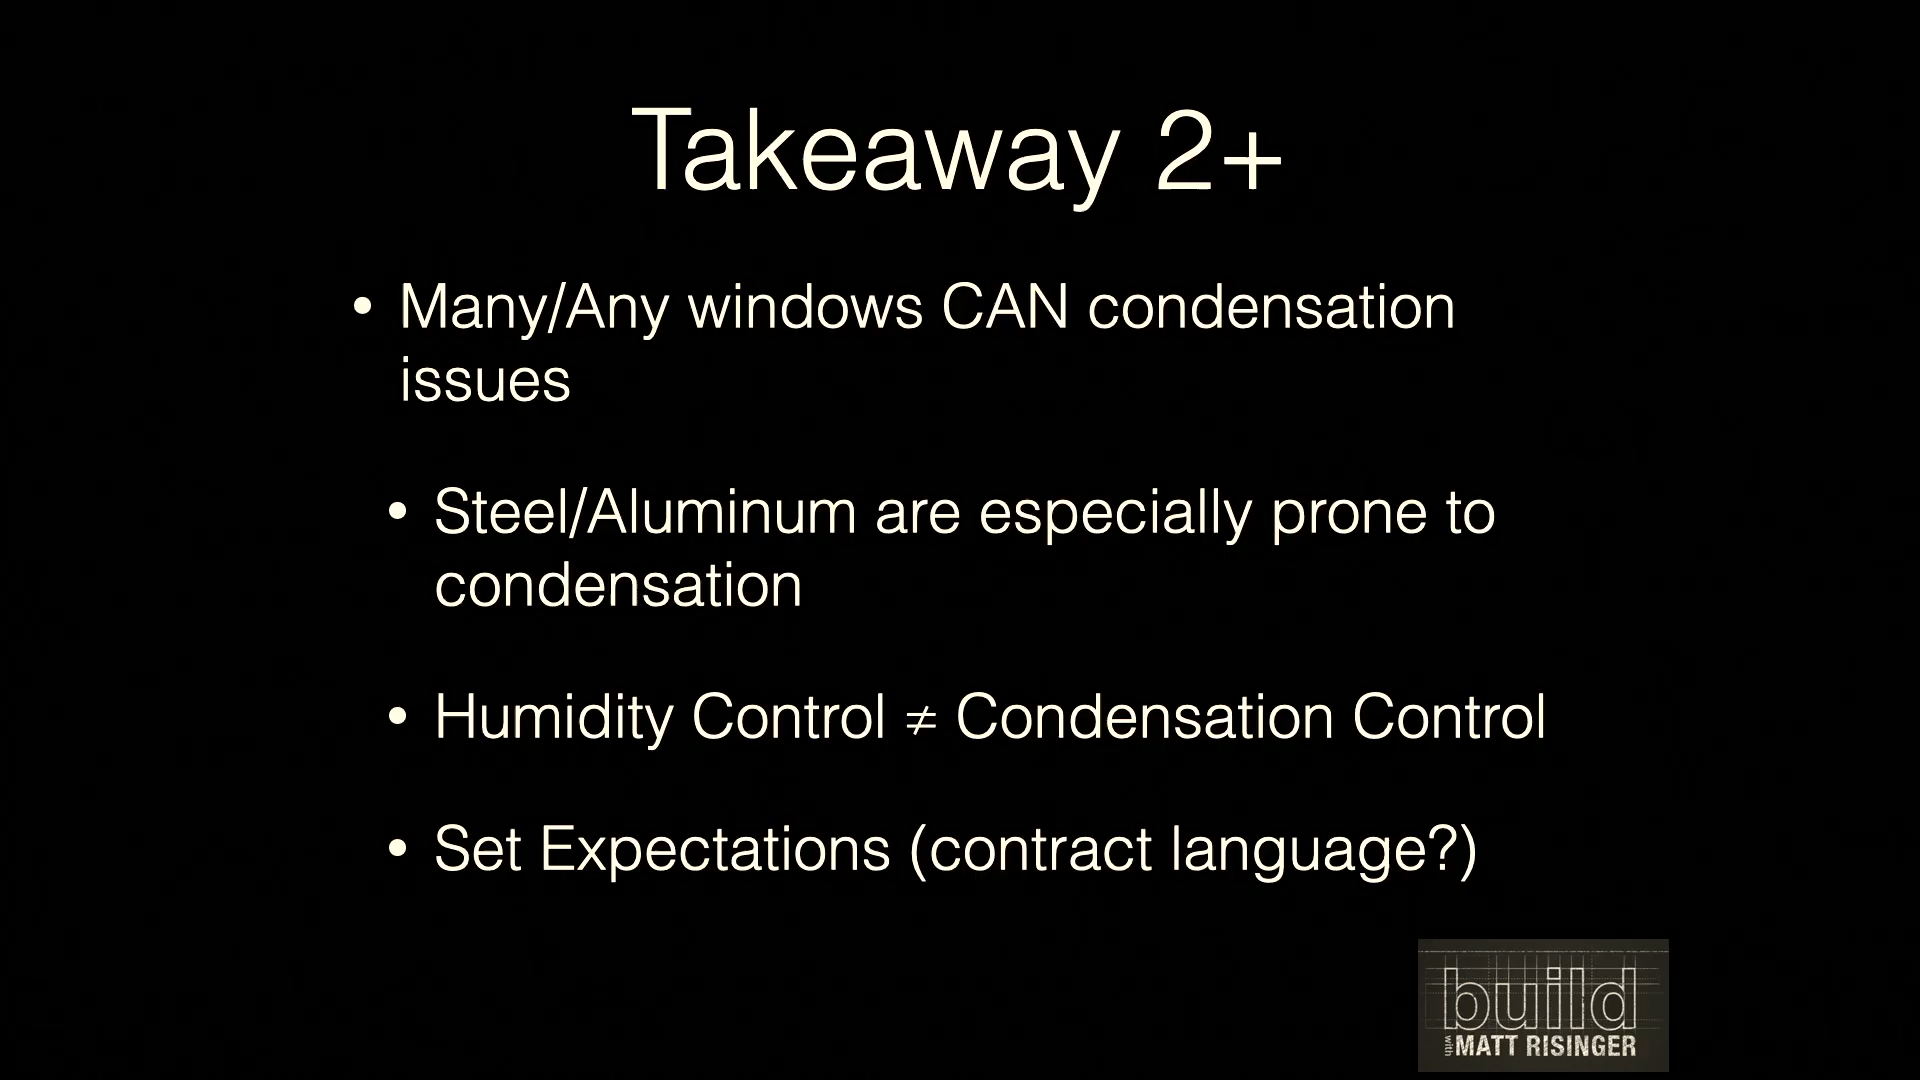 Takeaway 2+
• Many/Any windows CAN condensation
issues
• Steel/Aluminum are especially prone to
condensation
• Humidity Control ≠ Condensation Control
• Set Expectations (contract language?)
build
with MATT RISINGER